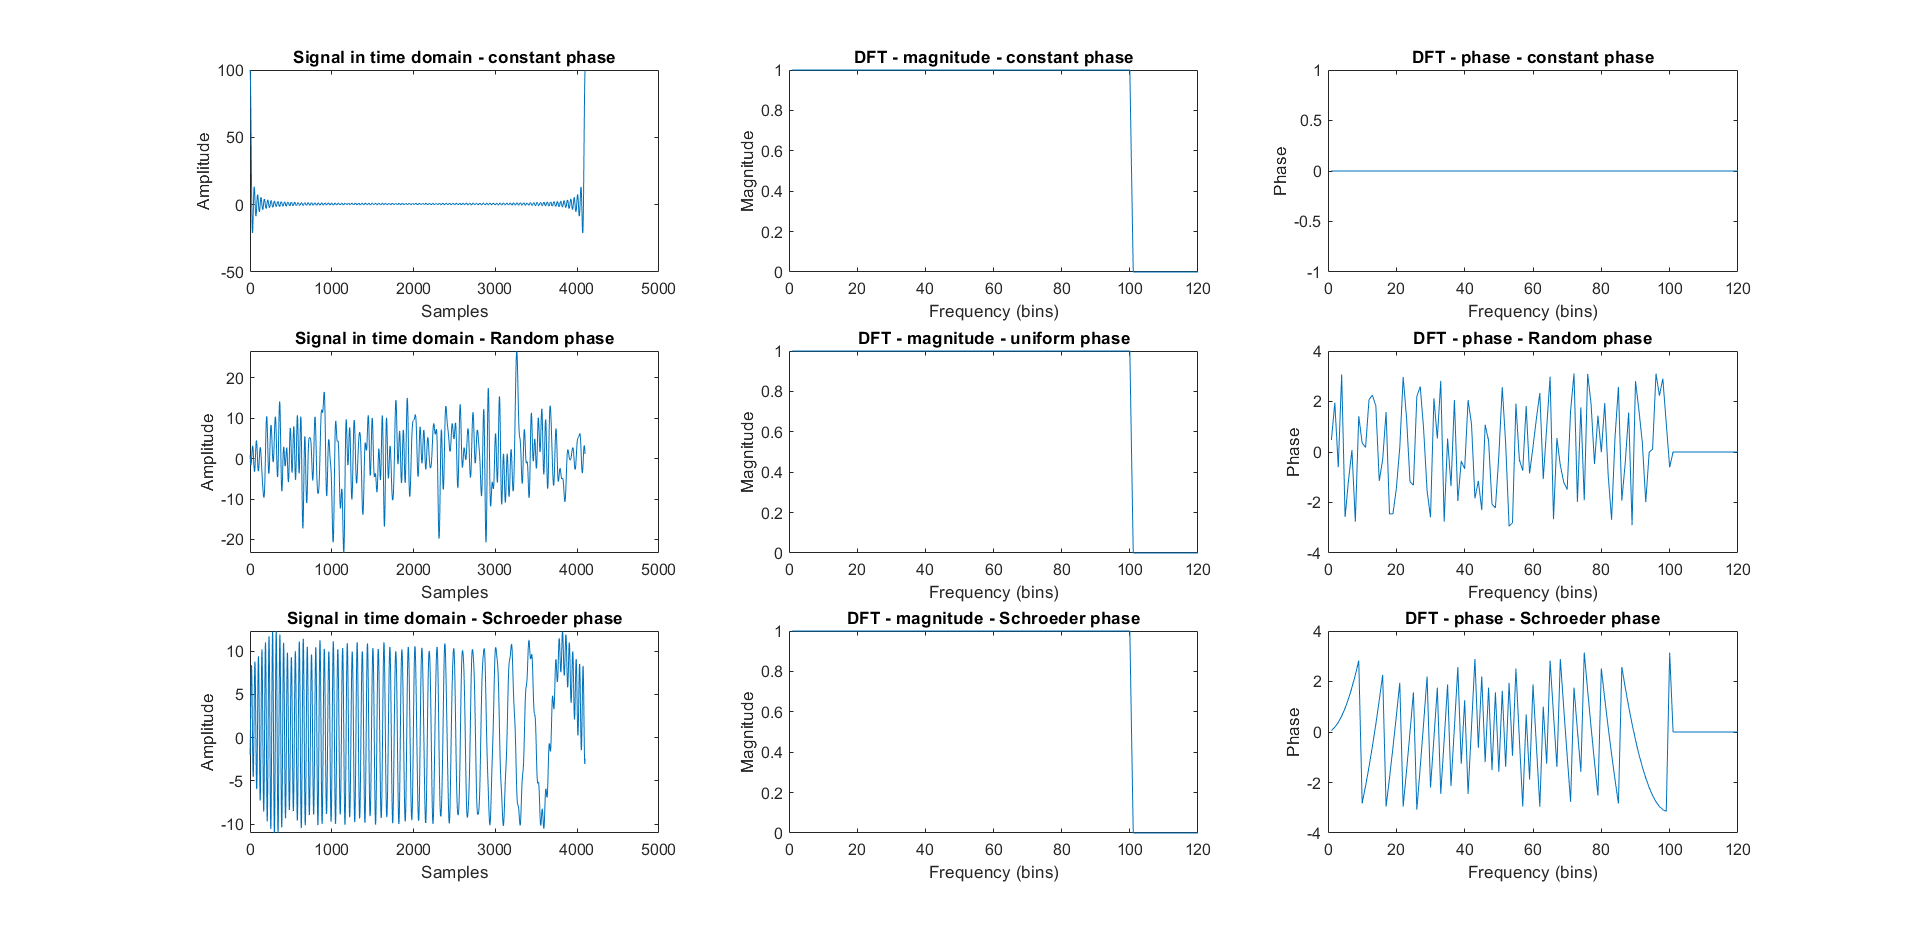 Signal in time domain - constant phase
100
50
0
-50
Amplitude
0 1000 2000 3000 4000 5000
Samples
DFT - magnitude - constant phase
1
0.8
0.6
0.4
0.2
0
Magnitude
0 20 40 60 80 100 120
Frequency (bins)
DFT - phase - constant phase
1
0.5
0
-0.5
-1
Phase
0 20 40 60 80 100 120
Frequency (bins)
Signal in time domain - Random phase
20
10
0
-10
-20
Amplitude
0 1000 2000 3000 4000 5000
Samples
DFT - magnitude - uniform phase
1
0.8
0.6
0.4
0.2
0
Magnitude
0 20 40 60 80 100 120
Frequency (bins)
DFT - phase - Random phase
4
2
0
-2
-4
Phase
0 20 40 60 80 100 120
Frequency (bins)
Signal in time domain - Schroeder phase
10
5
0
-5
-10
Amplitude
0 1000 2000 3000 4000 5000
Samples
DFT - magnitude - Schroeder phase
1
0.8
0.6
0.4
0.2
0
Magnitude
0 20 40 60 80 100 120
Frequency (bins)
DFT - phase - Schroeder phase
4
2
0
-2
-4
Phase
0 20 40 60 80 100 120
Frequency (bins)